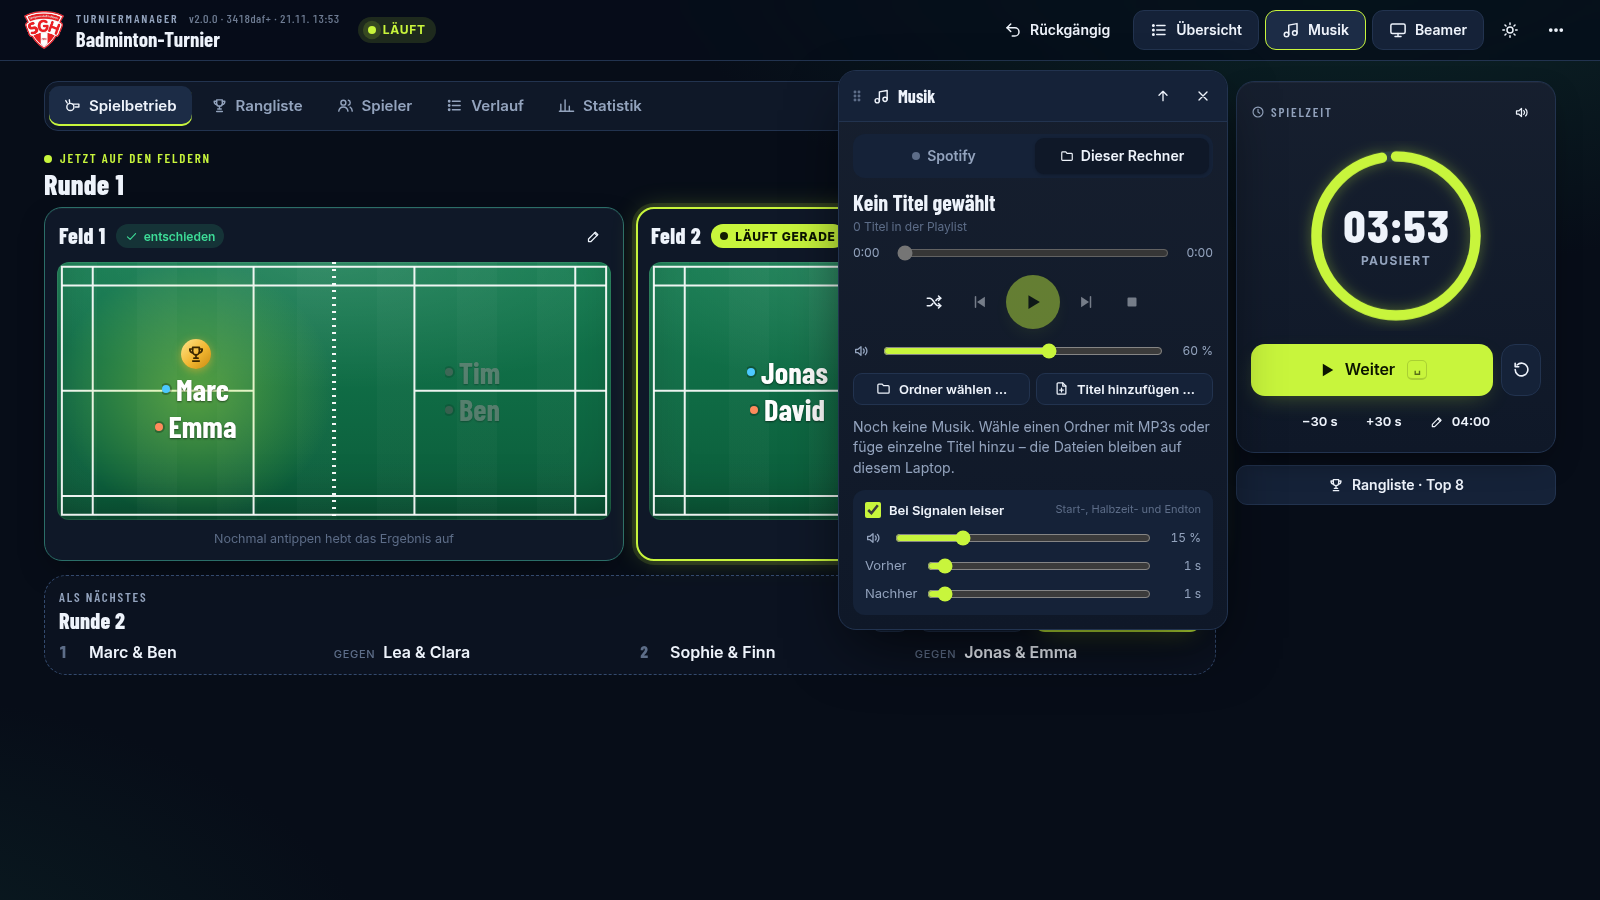 TURNIERMANAGER v2.0.0 · 3418daf+ · 21.11. 13:53
Badminton-Turnier
LÄUFT
Rückgängig
Übersicht
Musik
Beamer
Spielbetrieb
Rangliste
Spieler
Verlauf
Statistik
JETZT AUF DEN FELDERN
Runde 1
Feld 1
entschieden
Marc
Emma
Tim
Ben
Nochmal antippen hebt das Ergebnis auf
Feld 2
LÄUFT GERADE
Jonas
David
ALS NÄCHSTES
Runde 2
1 Marc & Ben GEGEN Lea & Clara
2 Sophie & Finn GEGEN Jonas & Emma
Musik
Spotify
Dieser Rechner
Kein Titel gewählt
0 Titel in der Playlist
0:00 0:00
60 %
Ordner wählen ...
Titel hinzufügen ...
Noch keine Musik. Wähle einen Ordner mit MP3s oder
füge einzelne Titel hinzu – die Dateien bleiben auf
diesem Laptop.
Bei Signalen leiser Start-, Halbzeit- und Endton
15 %
Vorher 1 s
Nachher 1 s
SPIELZEIT
03:53
PAUSIERT
Weiter
−30 s +30 s 04:00
Rangliste · Top 8